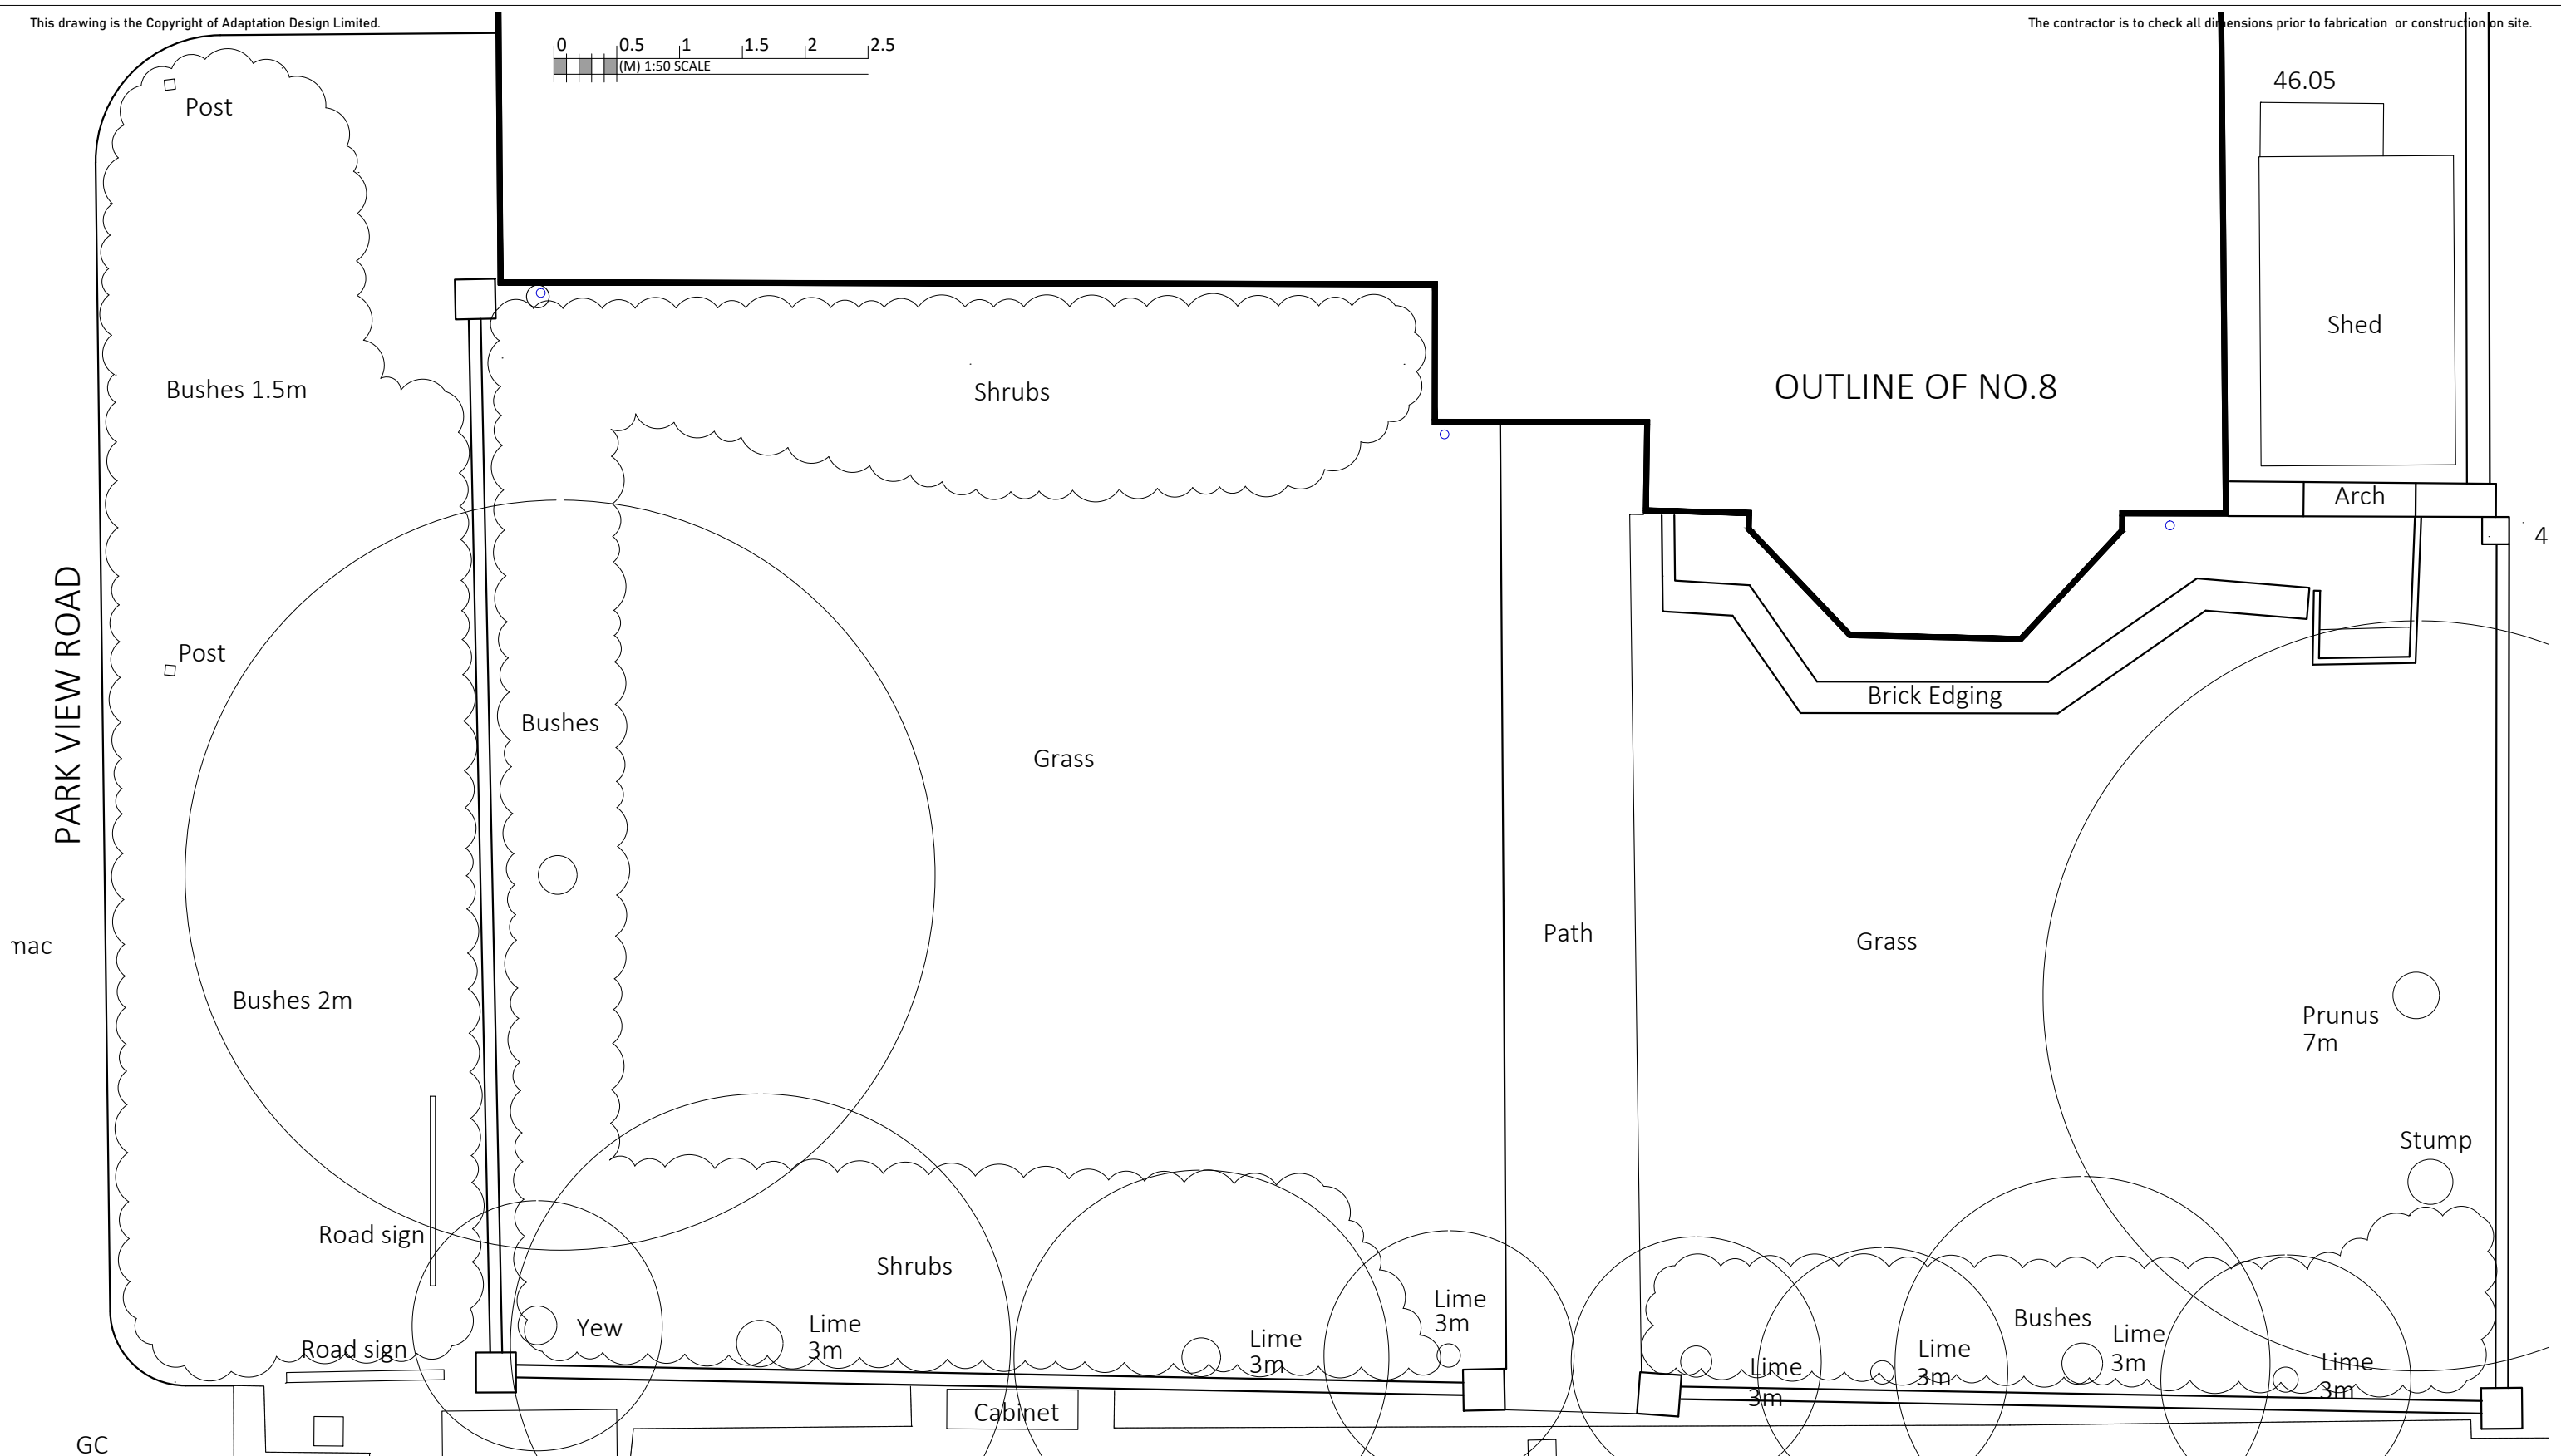 This drawing is the Copyright of Adaptation Design Limited.
The contractor is to check all dimensions prior to fabrication or construction on site.
0 0.5 1 1.5 2 2.5
(M) 1:50 SCALE
46.05
Post
Shed
Bushes 1.5m
Shrubs
OUTLINE OF NO.8
Arch
4
PARK VIEW ROAD
Post
Bushes
Brick Edging
Grass
Path
Grass
mac
Bushes 2m
Prunus
7m
Stump
Road sign
Shrubs
Road sign
Yew
Lime
3m
Lime
3m
Lime
3m
Lime
3m
Lime
3m
Bushes
Lime
3m
Lime
3m
Cabinet
GC